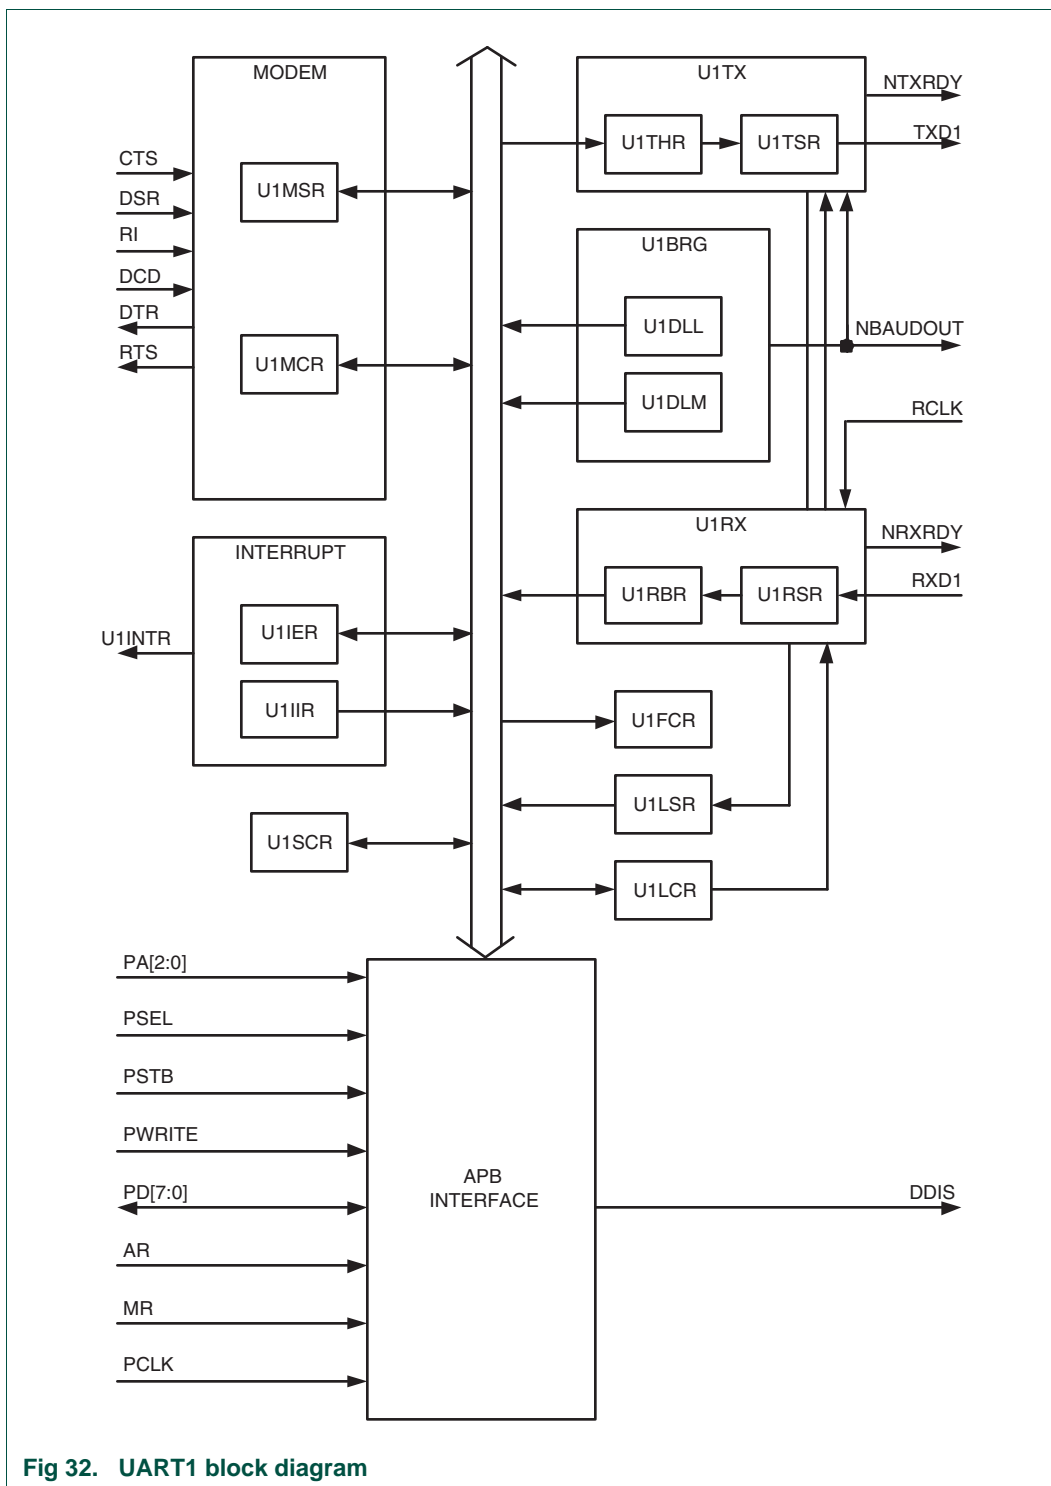 MODEM
U1MSR
U1MCR
CTS
DSR
RI
DCD
DTR
RTS
U1TX
U1THR
U1TSR
NTXRDY
TXD1
U1BRG
U1DLL
U1DLM
NBAUDOUT
RCLK
U1RX
U1RBR
U1RSR
NRXRDY
RXD1
INTERRUPT
U1IER
U1IIR
U1INTR
U1SCR
U1FCR
U1LSR
U1LCR
PA[2:0]
PSEL
PSTB
PWRITE
PD[7:0]
AR
MR
PCLK
APB
INTERFACE
DDIS
Fig 32. UART1 block diagram